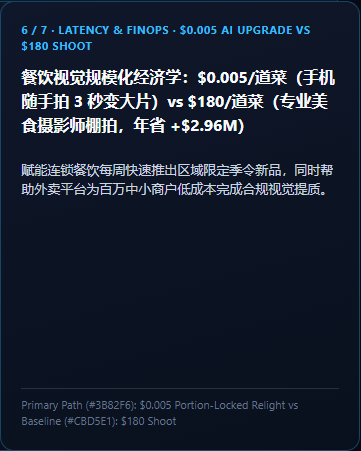 6 / 7 · LATENCY & FINOPS · $0.005 AI UPGRADE VS
$180 SHOOT
餐饮视觉规模化经济学：$0.005/道菜（手机
随手拍 3 秒变大片）vs $180/道菜（专业美
食摄影师棚拍，年省 +$2.96M）
赋能连锁餐饮每周快速推出区域限定季令新品，同时帮
助外卖平台为百万中小商户低成本完成合规视觉提质。
Primary Path (#3B82F6): $0.005 Portion-Locked Relight vs
Baseline (#CBD5E1): $180 Shoot